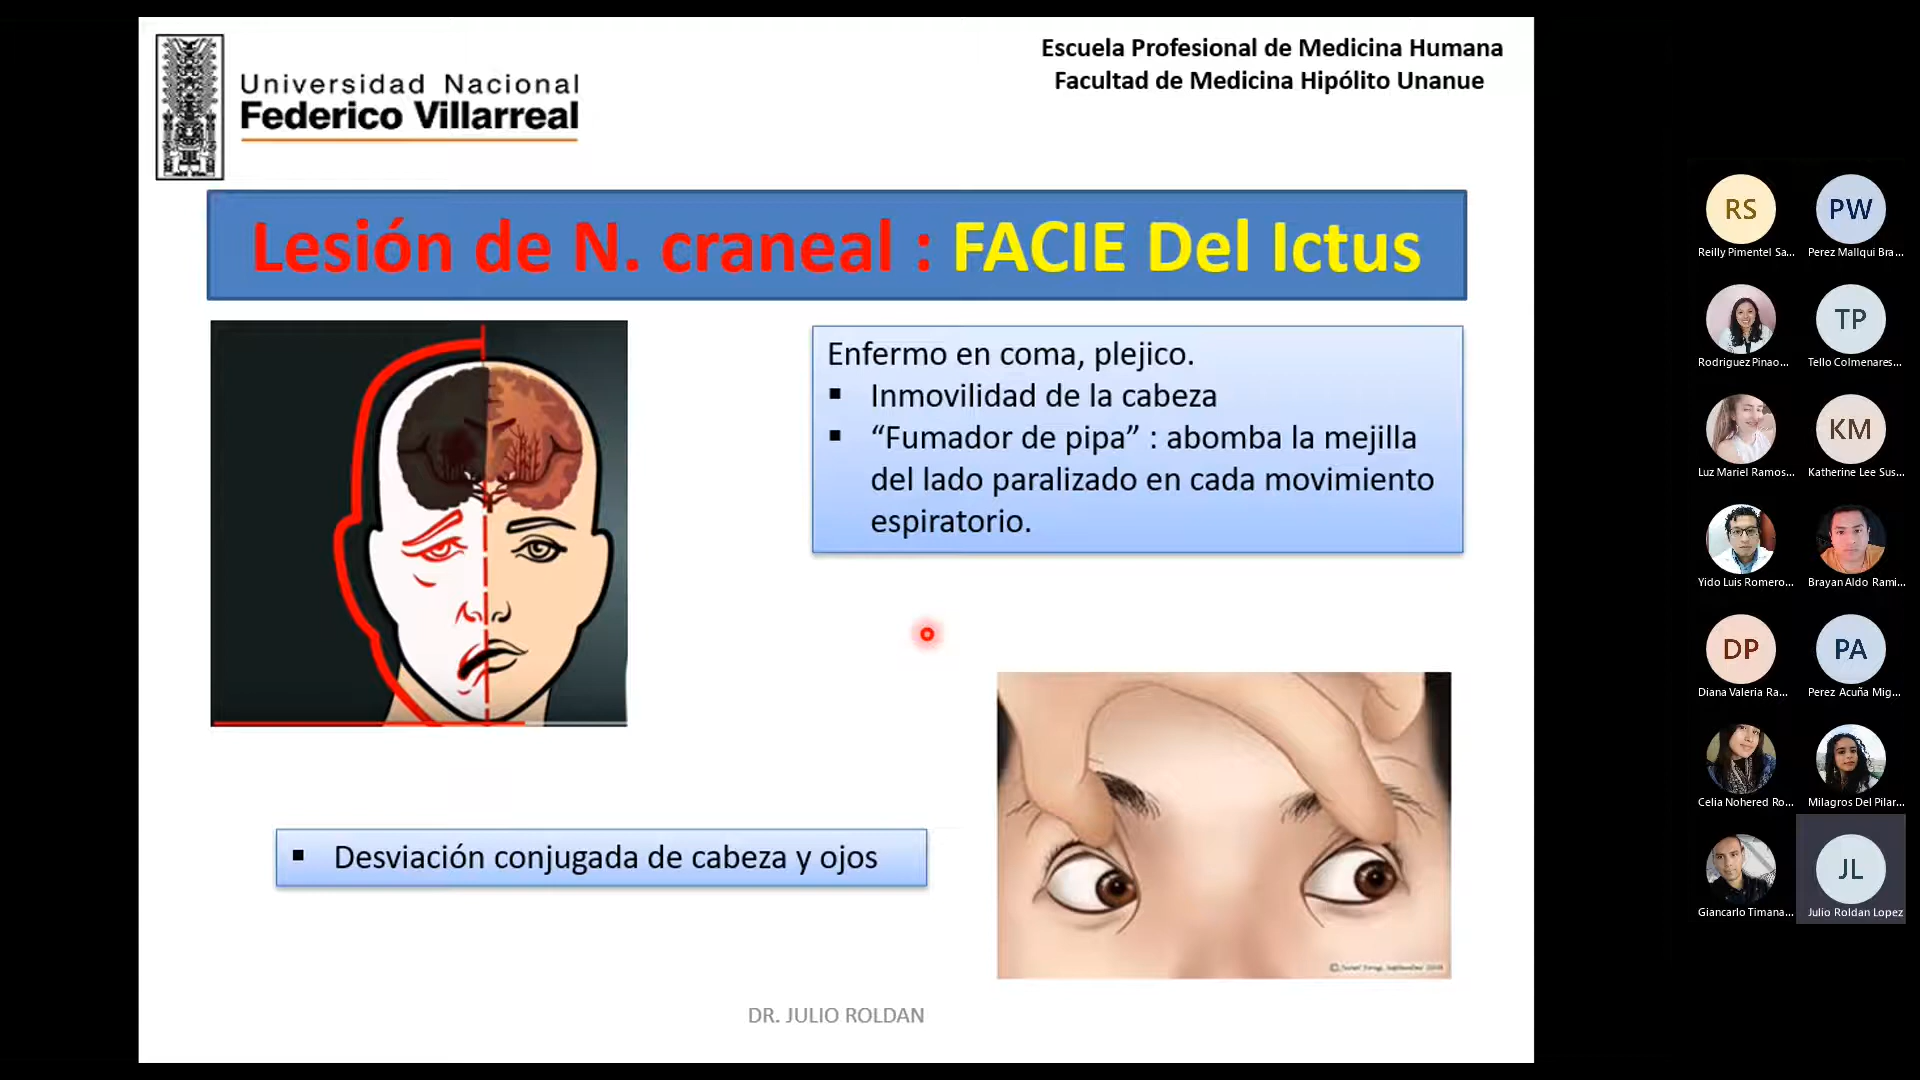 Universidad Nacional
Federico Villarreal
Escuela Profesional de Medicina Humana
Facultad de Medicina Hipólito Unanue
Lesión de N. craneal : FACIE Del Ictus
Enfermo en coma, plejico.
▪ Inmovilidad de la cabeza
▪ “Fumador de pipa” : abomba la mejilla
del lado paralizado en cada movimiento
espiratorio.
▪ Desviación conjugada de cabeza y ojos
DR. JULIO ROLDAN
RS
Reilly Pimentel Sa...
PW
Perez Mallqui Bra...
Rodriguez Pinao...
TP
Tello Colmenares...
Luz Mariel Ramos...
KM
Katherine Lee Sus...
Yido Luis Romero...
Brayan Aldo Rami...
DP
Diana Valeria Ra...
PA
Perez Acuña Mig...
Celia Nohered Ro...
Milagros Del Pilar...
Giancarlo Timana...
JL
Julio Roldan Lopez